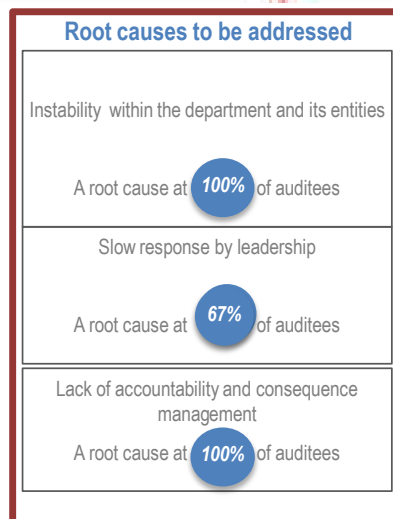 Root causes to be addressed
Instability within the department and its entities
A root cause at 100% of auditees
Slow response by leadership
A root cause at 67% of auditees
Lack of accountability and consequence
management
A root cause at 100% of auditees